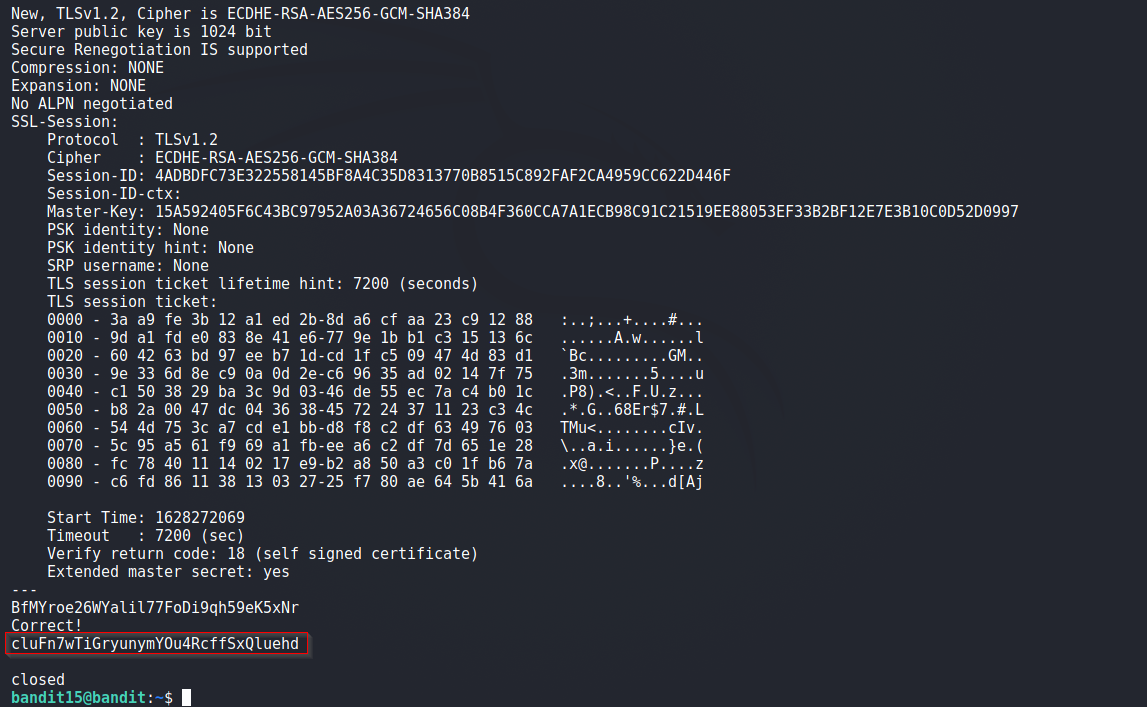 New, TLSv1.2, Cipher is ECDHE-RSA-AES256-GCM-SHA384
Server public key is 1024 bit
Secure Renegotiation IS supported
Compression: NONE
Expansion: NONE
No ALPN negotiated
SSL-Session:
    Protocol  : TLSv1.2
    Cipher    : ECDHE-RSA-AES256-GCM-SHA384
    Session-ID: 4ADBDFC73E322558145BF8A4C35D8313770B8515C892FAF2CA4959CC622D446F
    Session-ID-ctx:
    Master-Key: 15A592405F6C43BC97952A03A36724656C08B4F360CCA7A1ECB98C91C21519EE88053EF33B2BF12E7E3B10C0D52D0997
    PSK identity: None
    PSK identity hint: None
    SRP username: None
    TLS session ticket lifetime hint: 7200 (seconds)
    TLS session ticket:
    0000 - 3a a9 fe 3b 12 a1 ed 2b-8d a6 cf aa 23 c9 12 88   :..;...+....#...
    0010 - 9d a1 fd e0 83 8e 41 e6-77 9e 1b b1 c3 15 13 6c   ......A.w......l
    0020 - 60 42 63 bd 97 ee b7 1d-cd 1f c5 09 47 4d 83 d1   `Bc.........GM..
    0030 - 9e 33 6d 8e c9 0a 0d 2e-c6 96 35 ad 02 14 7f 75   .3m.......5....u
    0040 - c1 50 38 29 ba 3c 9d 03-46 de 55 ec 7a c4 b0 1c   .P8).<..F.U.z...
    0050 - b8 2a 00 47 dc 04 36 38-45 72 24 37 11 23 c3 4c   .*.G..68Er$7.#.L
    0060 - 54 4d 75 3c a7 cd e1 bb-d8 f8 c2 df 63 49 76 03   TMu<........cIv.
    0070 - 5c 95 a5 61 f9 69 a1 fb-ee a6 c2 df 7d 65 1e 28   \..a.i......}e.(
    0080 - fc 78 40 11 14 02 17 e9-b2 a8 50 a3 c0 1f b6 7a   .x@.......P....z
    0090 - c6 fd 86 11 38 13 03 27-25 f7 80 ae 64 5b 41 6a   ....8..'%...d[Aj

    Start Time: 1628272069
    Timeout   : 7200 (sec)
    Verify return code: 18 (self signed certificate)
    Extended master secret: yes
---
BfMYroe26WYalil77FoDi9qh59eK5xNr
Correct!
cluFn7wTiGryunymYOu4RcffSxQluehd

closed
bandit15@bandit:~$